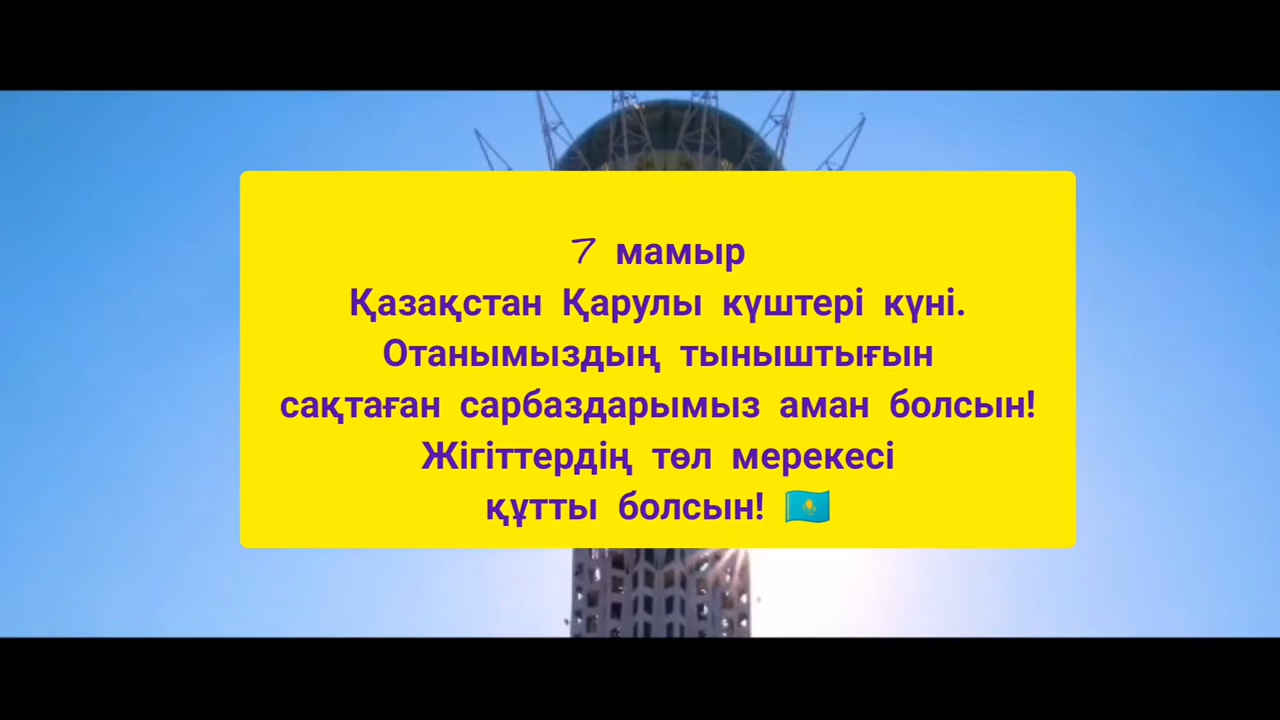 7 мамыр
Қазақстан Қарулы күштері күні.
Отанымыздың тыныштығын
сақтаған сарбаздарымыз аман болсын!
Жігіттердің төл мерекесі
құтты болсын! 🇰🇿